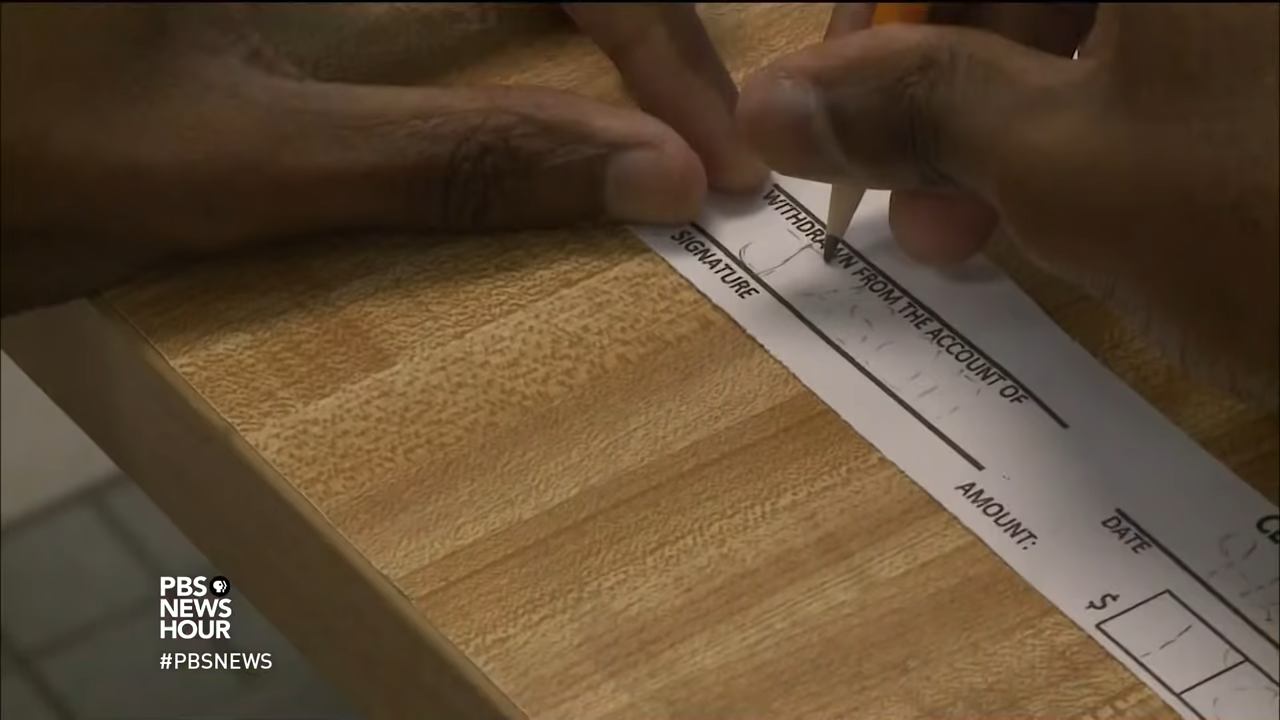 WITHDRAWN FROM THE ACCOUNT OF
SIGNATURE
AMOUNT:
DATE
$
PBS
NEWS
HOUR
#PBSNEWS